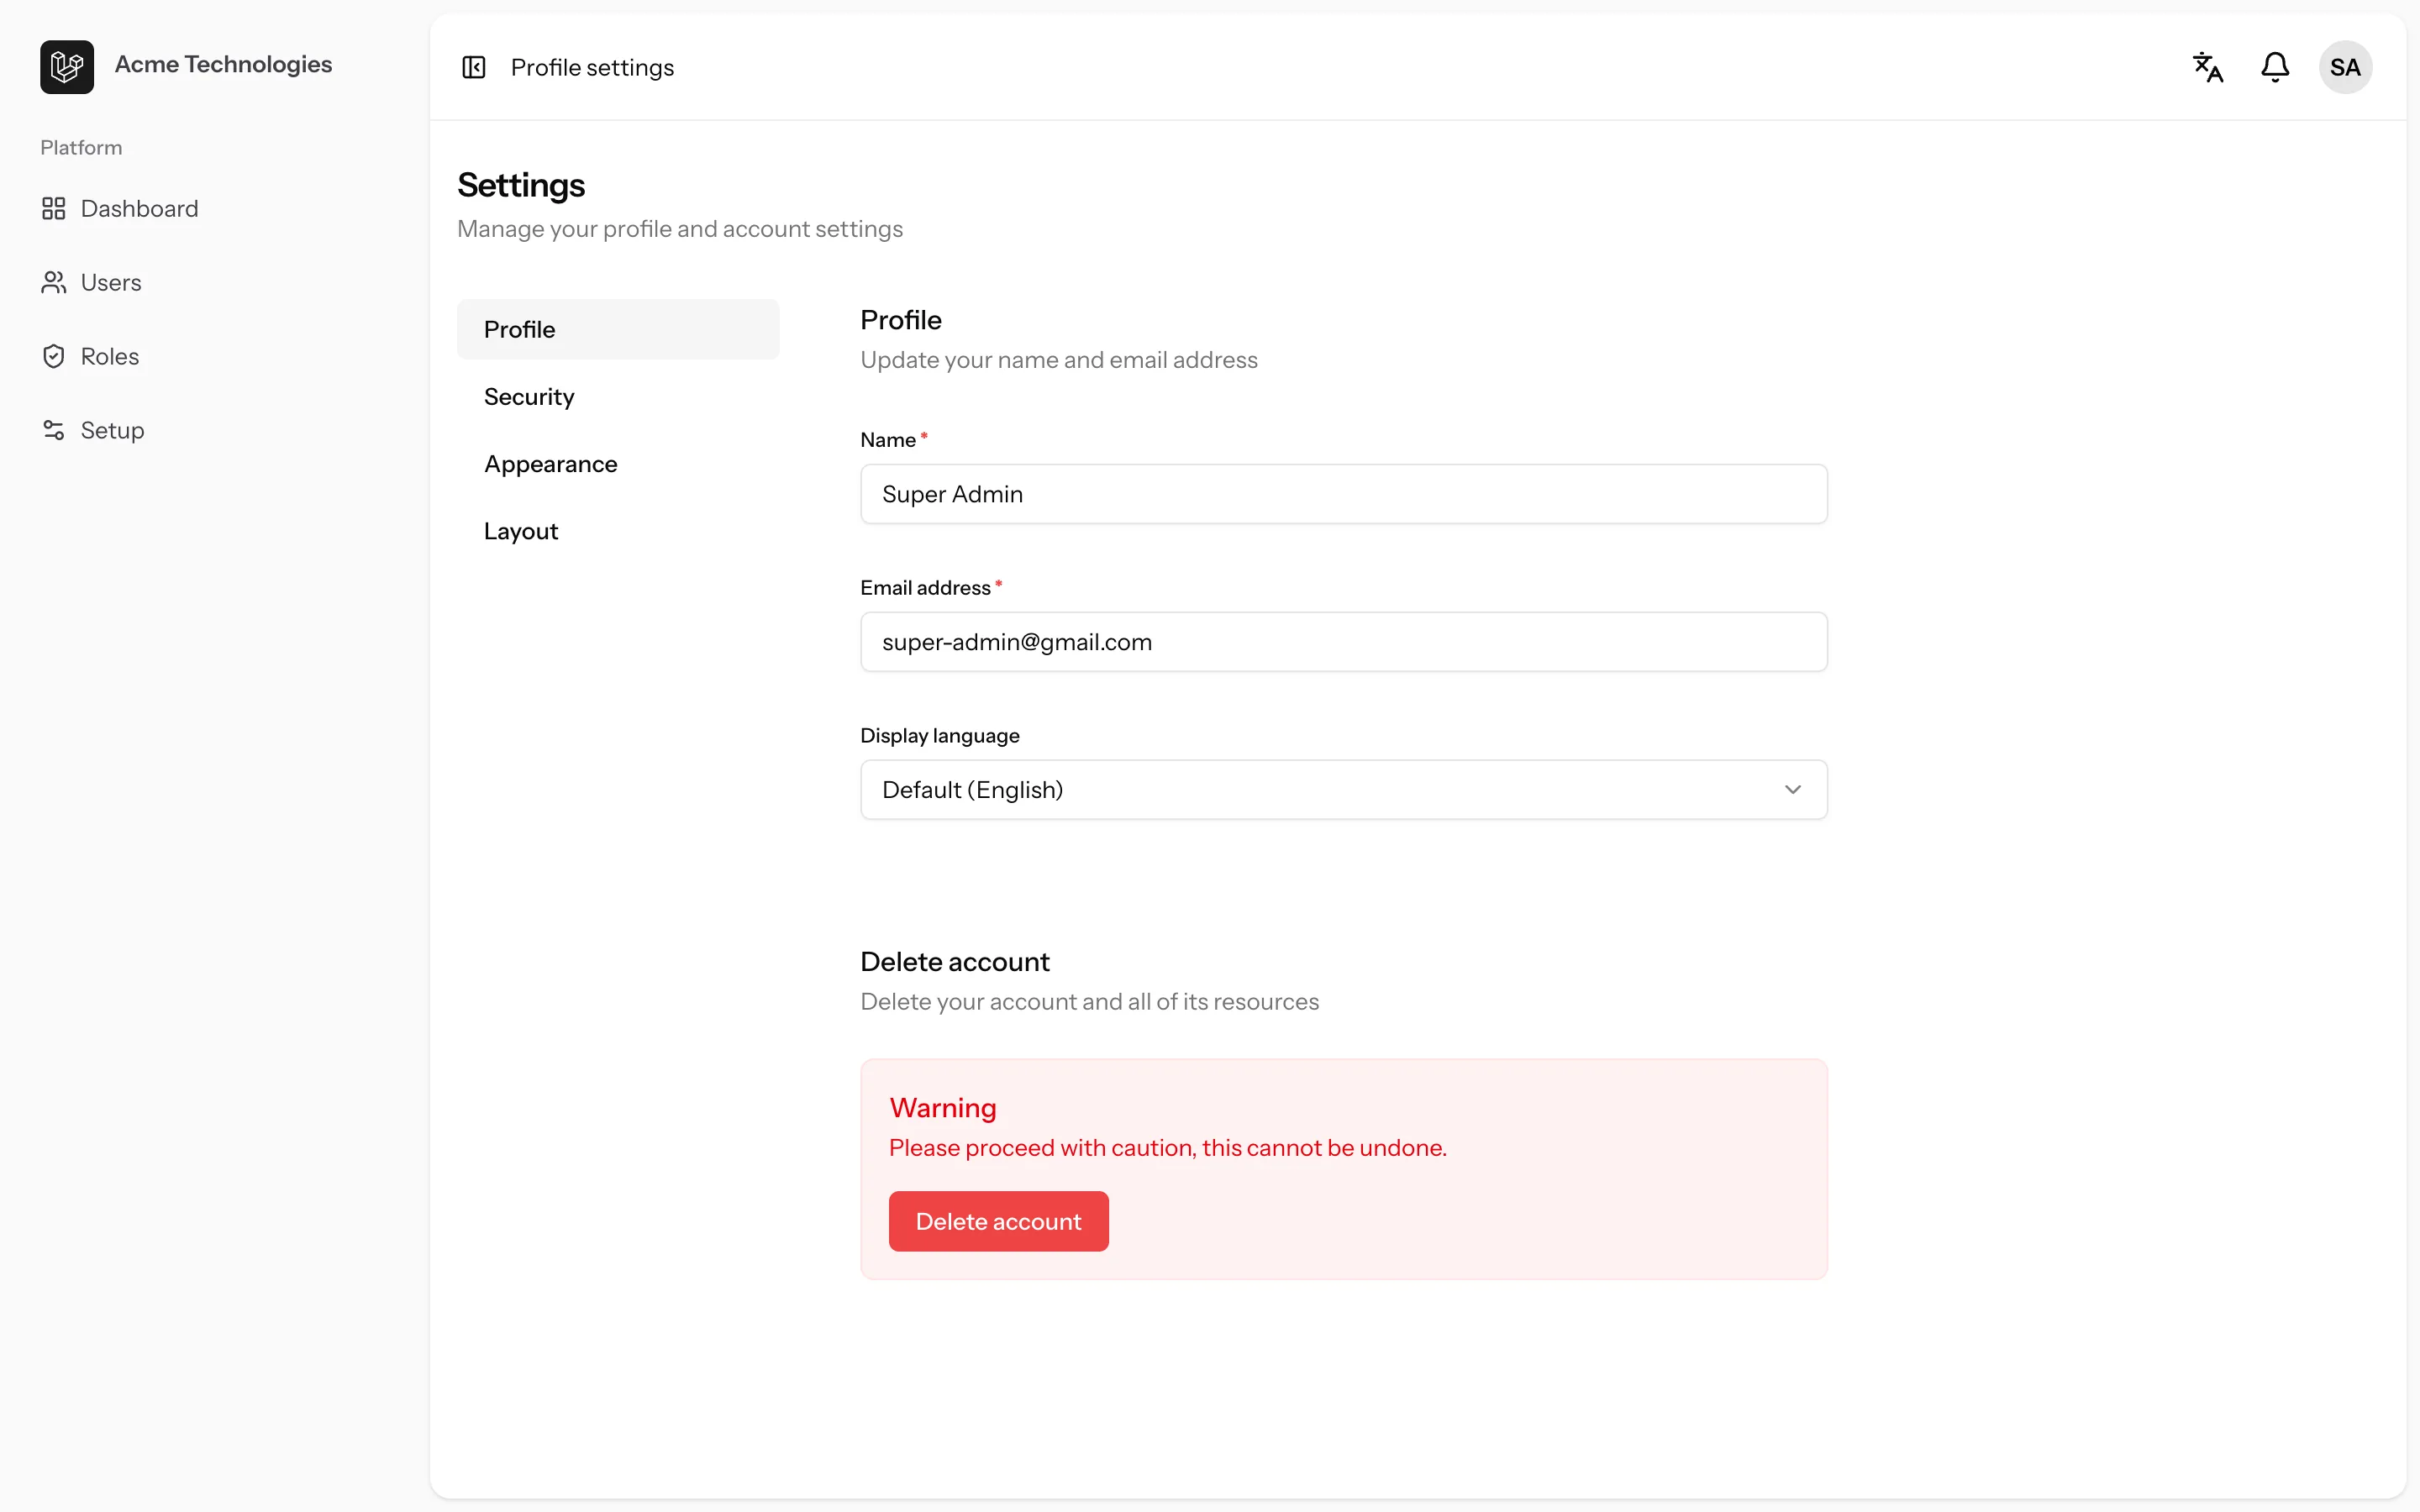 Acme Technologies
Platform
Dashboard
Users
Roles
Setup
Profile settings
SA
Settings
Manage your profile and account settings
Profile
Security
Appearance
Layout
Profile
Update your name and email address
Name *
Super Admin
Email address *
super-admin@gmail.com
Display language
Default (English)
Delete account
Delete your account and all of its resources
Warning
Please proceed with caution, this cannot be undone.
Delete account